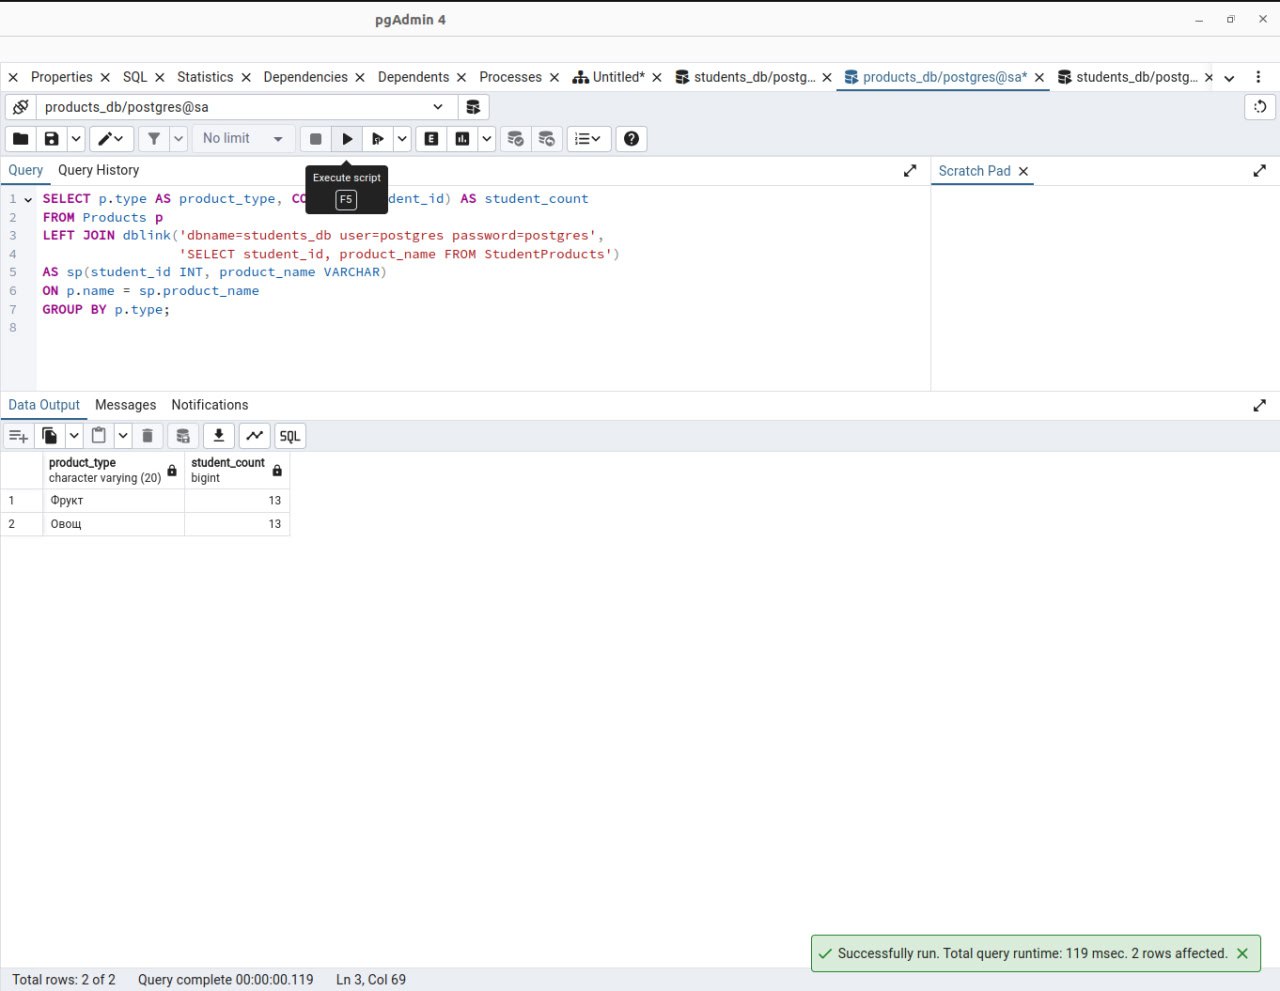 pgAdmin 4
Properties SQL Statistics Dependencies Dependents Processes Untitled* students_db/postg... products_db/postgres@sa* students_db/postg...
products_db/postgres@sa
No limit E
Query Query History Scratch Pad
Execute script
F5
1 SELECT p.type AS product_type, CO dent_id) AS student_count
2 FROM Products p
3 LEFT JOIN dblink('dbname=students_db user=postgres password=postgres',
4 'SELECT student_id, product_name FROM StudentProducts')
5 AS sp(student_id INT, product_name VARCHAR)
6 ON p.name = sp.product_name
7 GROUP BY p.type;
8
Data Output Messages Notifications
SQL
product_type student_count
character varying (20) bigint
1 Фрукт 13
2 Овощ 13
Successfully run. Total query runtime: 119 msec. 2 rows affected.
Total rows: 2 of 2 Query complete 00:00:00.119 Ln 3, Col 69